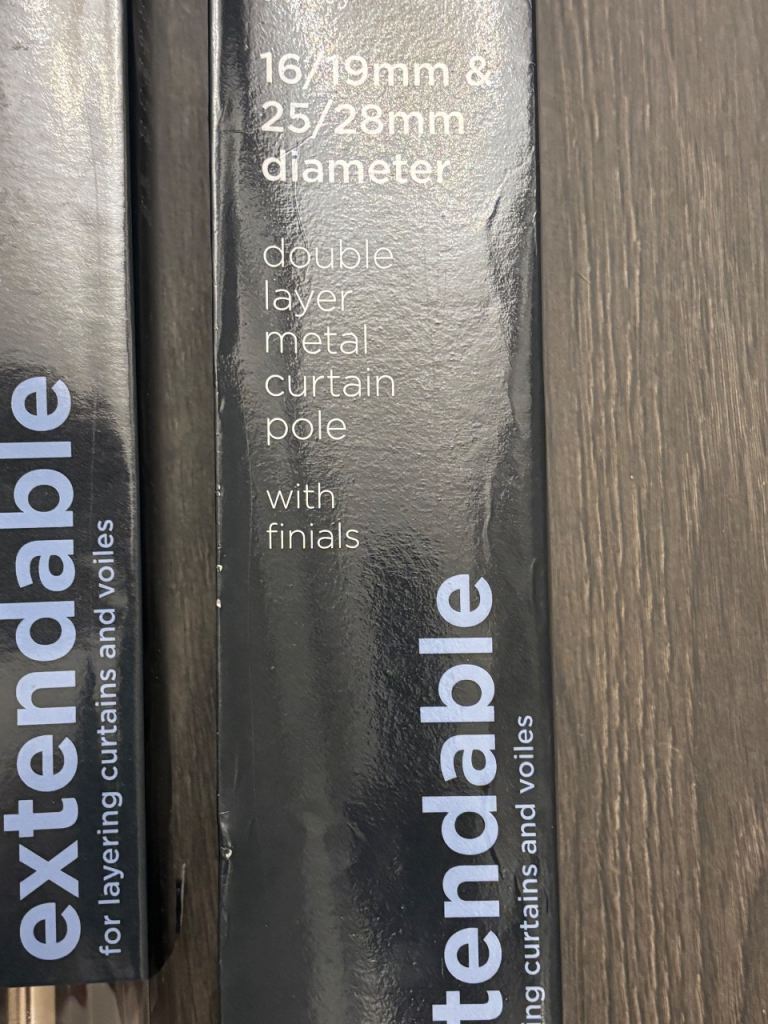 16/19mm &
25/28mm
diameter
double
layer
metal
curtain
pole
with
finials
extendable
for layering curtains and voiles
tendable
ing curtains and voiles